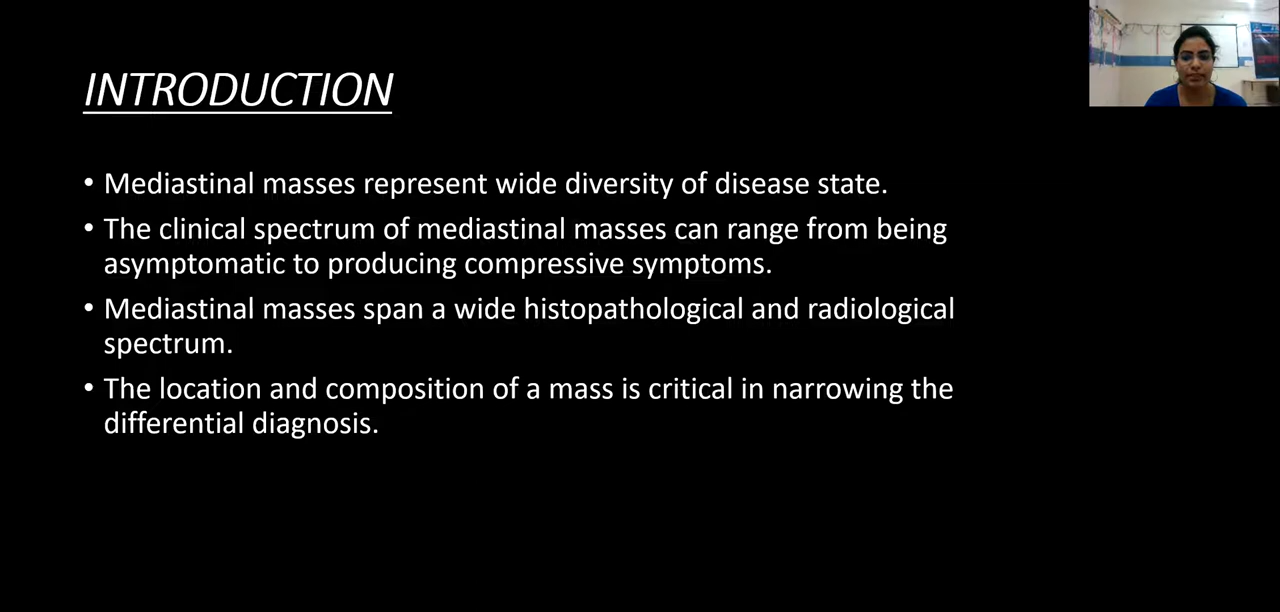 INTRODUCTION
• Mediastinal masses represent wide diversity of disease state.
• The clinical spectrum of mediastinal masses can range from being
asymptomatic to producing compressive symptoms.
• Mediastinal masses span a wide histopathological and radiological
spectrum.
• The location and composition of a mass is critical in narrowing the
differential diagnosis.